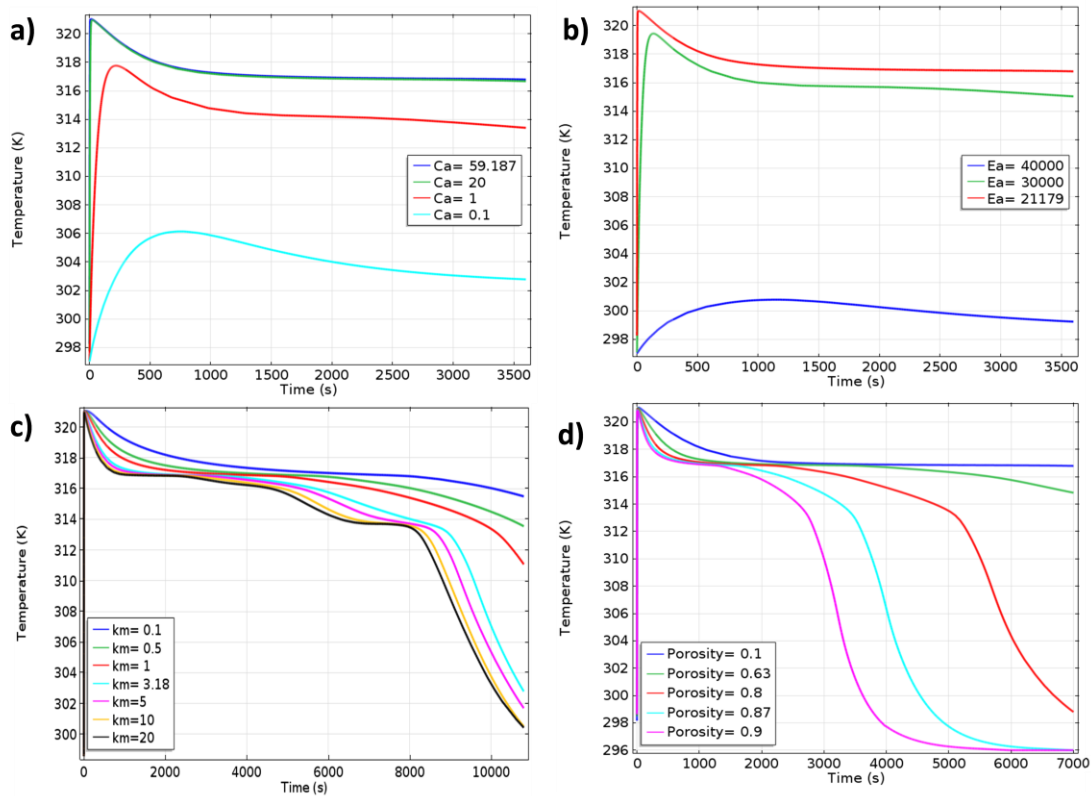 a)
320
318
316
314
312
310
308
306
304
302
300
298
Temperature (K)
Ca= 59.187
Ca= 20
Ca= 1
Ca= 0.1
0 500 1000 1500 2000 2500 3000 3500
Time (s)
b)
320
318
316
314
312
310
308
306
304
302
300
298
Temperature (K)
Ea= 40000
Ea= 30000
Ea= 21179
0 500 1000 1500 2000 2500 3000 3500
Time (s)
c)
320
318
316
314
312
310
308
306
304
302
300
Temperature (K)
km= 0.1
km= 0.5
km= 1
km= 3.18
km=5
km=10
km=20
0 2000 4000 6000 8000 10000
Time (s)
d)
320
318
316
314
312
310
308
306
304
302
300
298
296
Temperature (K)
Porosity= 0.1
Porosity= 0.63
Porosity= 0.8
Porosity= 0.87
Porosity= 0.9
0 1000 2000 3000 4000 5000 6000 7000
Time (s)